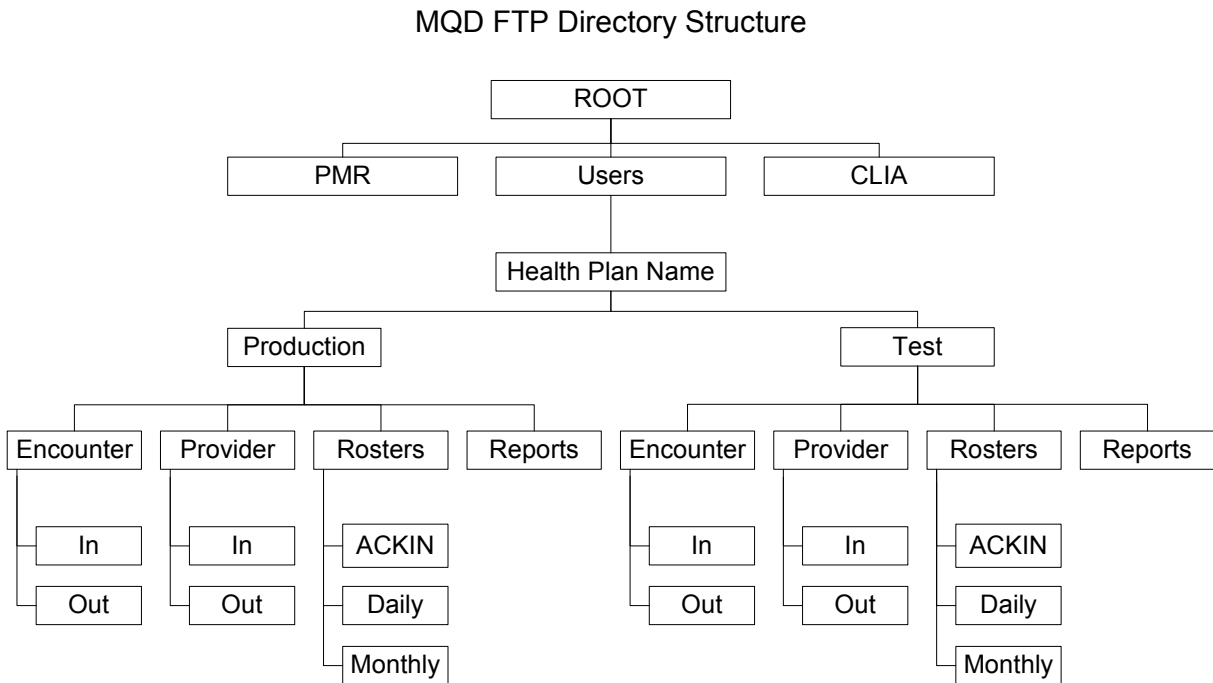 MQD FTP Directory Structure
ROOT
PMR Users CLIA
Health Plan Name
Production Test
Encounter Provider Rosters Reports Encounter Provider Rosters Reports
In In ACKIN In In ACKIN
Out Out Daily Out Out Daily
Monthly Monthly